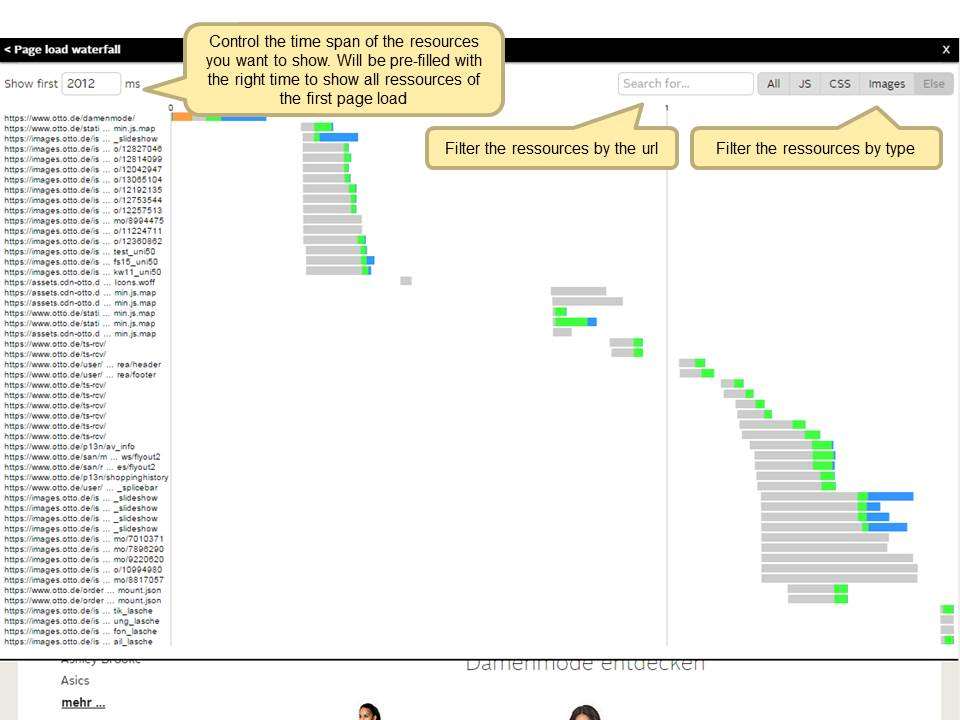 Control the time span of the resources
you want to show. Will be pre-filled with
the right time to show all ressources of
the first page load
< Page load waterfall
X
Show first 2012 ms
Search for...
All JS CSS Images Else
0
1
Filter the ressources by the url
Filter the ressources by type
https://www.otto.de/damenmode/
https://www.otto.de/stati ... min.js.map
https://images.otto.de/is ... _slideshow
https://images.otto.de/is ... o/12827046
https://images.otto.de/is ... o/12814099
https://images.otto.de/is ... o/12042947
https://images.otto.de/is ... o/13065104
https://images.otto.de/is ... o/12192135
https://images.otto.de/is ... o/12753544
https://images.otto.de/is ... o/12257513
https://images.otto.de/is ... mo/8994475
https://images.otto.de/is ... o/11224711
https://images.otto.de/is ... o/12360862
https://images.otto.de/is ... test_uni50
https://images.otto.de/is ... fs15_uni50
https://images.otto.de/is ... kw11_uni50
https://assets.cdn-otto.d ... Icons.woff
https://assets.cdn-otto.d ... min.js.map
https://assets.cdn-otto.d ... min.js.map
https://www.otto.de/stati ... min.js.map
https://www.otto.de/stati ... min.js.map
https://assets.cdn-otto.d ... min.js.map
https://www.otto.de/ts-rcv/
https://www.otto.de/ts-rcv/
https://www.otto.de/user/ ... rea/header
https://www.otto.de/user/ ... rea/footer
https://www.otto.de/ts-rcv/
https://www.otto.de/ts-rcv/
https://www.otto.de/ts-rcv/
https://www.otto.de/ts-rcv/
https://www.otto.de/ts-rcv/
https://www.otto.de/ts-rcv/
https://www.otto.de/p13n/av_info
https://www.otto.de/san/m ... ws/flyout2
https://www.otto.de/san/r ... es/flyout2
https://www.otto.de/p13n/shoppinghistory
https://www.otto.de/user/ ... _splicebar
https://images.otto.de/is ... _slideshow
https://images.otto.de/is ... _slideshow
https://images.otto.de/is ... _slideshow
https://images.otto.de/is ... _slideshow
https://images.otto.de/is ... mo/7010371
https://images.otto.de/is ... mo/7896290
https://images.otto.de/is ... mo/9220620
https://images.otto.de/is ... o/10994980
https://images.otto.de/is ... mo/8817057
https://www.otto.de/order ... mount.json
https://www.otto.de/order ... mount.json
https://images.otto.de/is ... tik_lasche
https://images.otto.de/is ... ung_lasche
https://images.otto.de/is ... fon_lasche
https://images.otto.de/is ... ail_lasche
Ashley Brooke
Damenmode entdecken
Asics
mehr ...